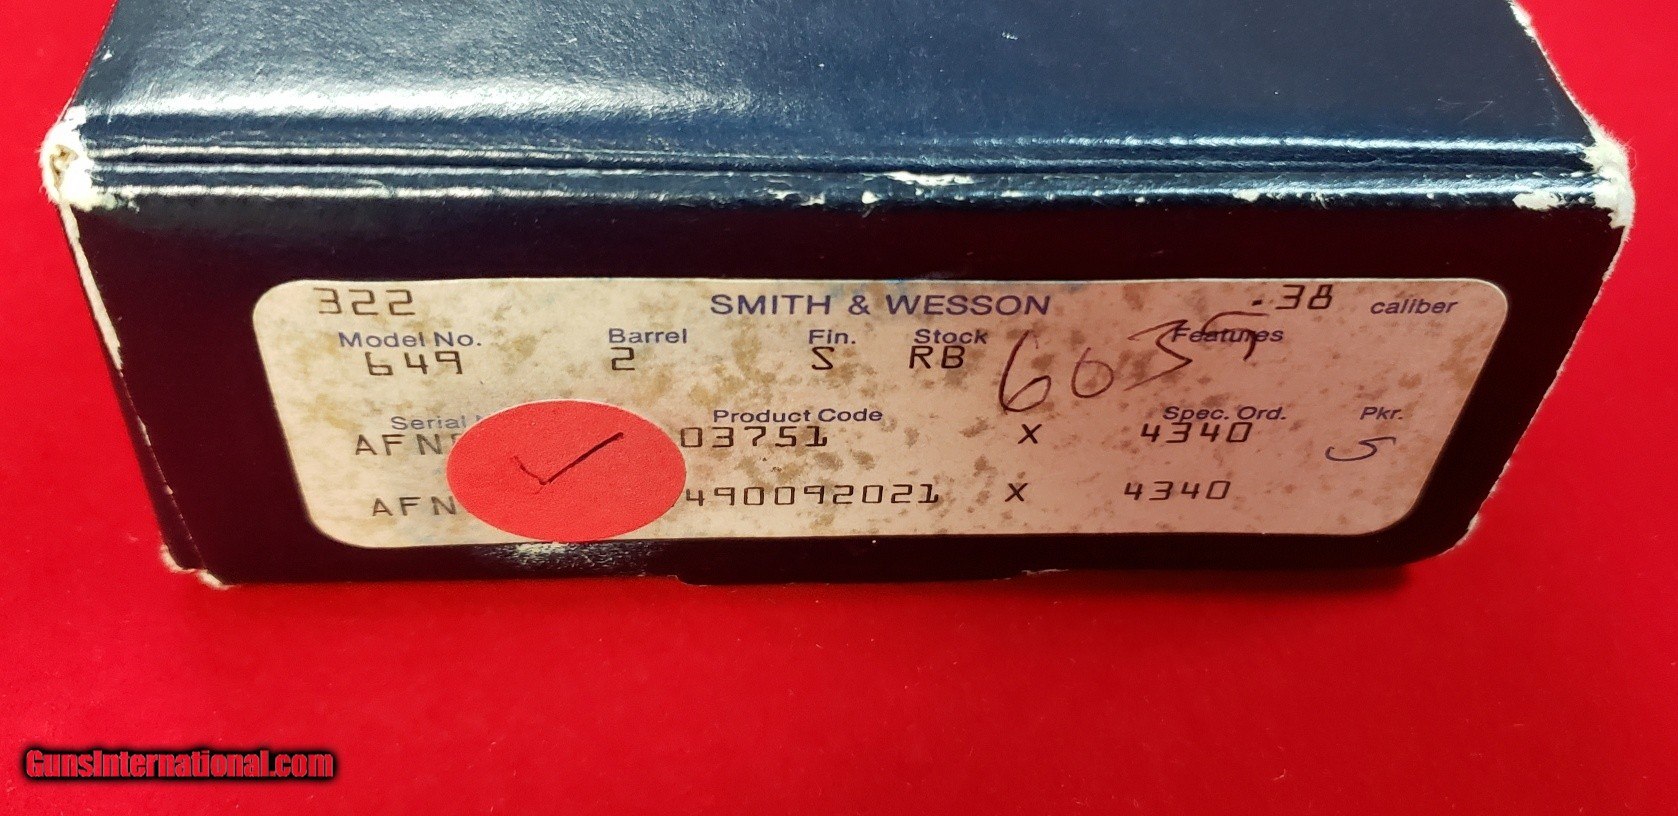 322 SMITH & WESSON .38 caliber
Model No. Barrel Fin. Stock Features
649 2 S RB 6035
Serial Product Code Spec. Ord. Pkr.
AFN 03751 X 4340 S
AFN 490092021 X 4340
GunsInternational.com